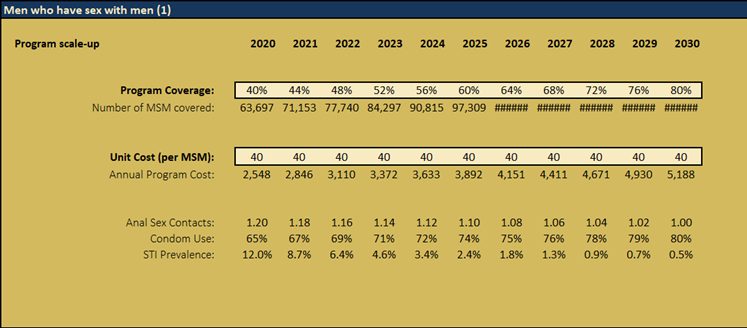 Men who have sex with men (1)
Program scale-up 2020 2021 2022 2023 2024 2025 2026 2027 2028 2029 2030
Program Coverage: 40% 44% 48% 52% 56% 60% 64% 68% 72% 76% 80%
Number of MSM covered: 63,697 71,153 77,740 84,297 90,815 97,309 ###### ###### ###### ###### ######
Unit Cost (per MSM): 40 40 40 40 40 40 40 40 40 40 40
Annual Program Cost: 2,548 2,846 3,110 3,372 3,633 3,892 4,151 4,411 4,671 4,930 5,188
Anal Sex Contacts: 1.20 1.18 1.16 1.14 1.12 1.10 1.08 1.06 1.04 1.02 1.00
Condom Use: 65% 67% 69% 71% 72% 74% 75% 76% 78% 79% 80%
STI Prevalence: 12.0% 8.7% 6.4% 4.6% 3.4% 2.4% 1.8% 1.3% 0.9% 0.7% 0.5%